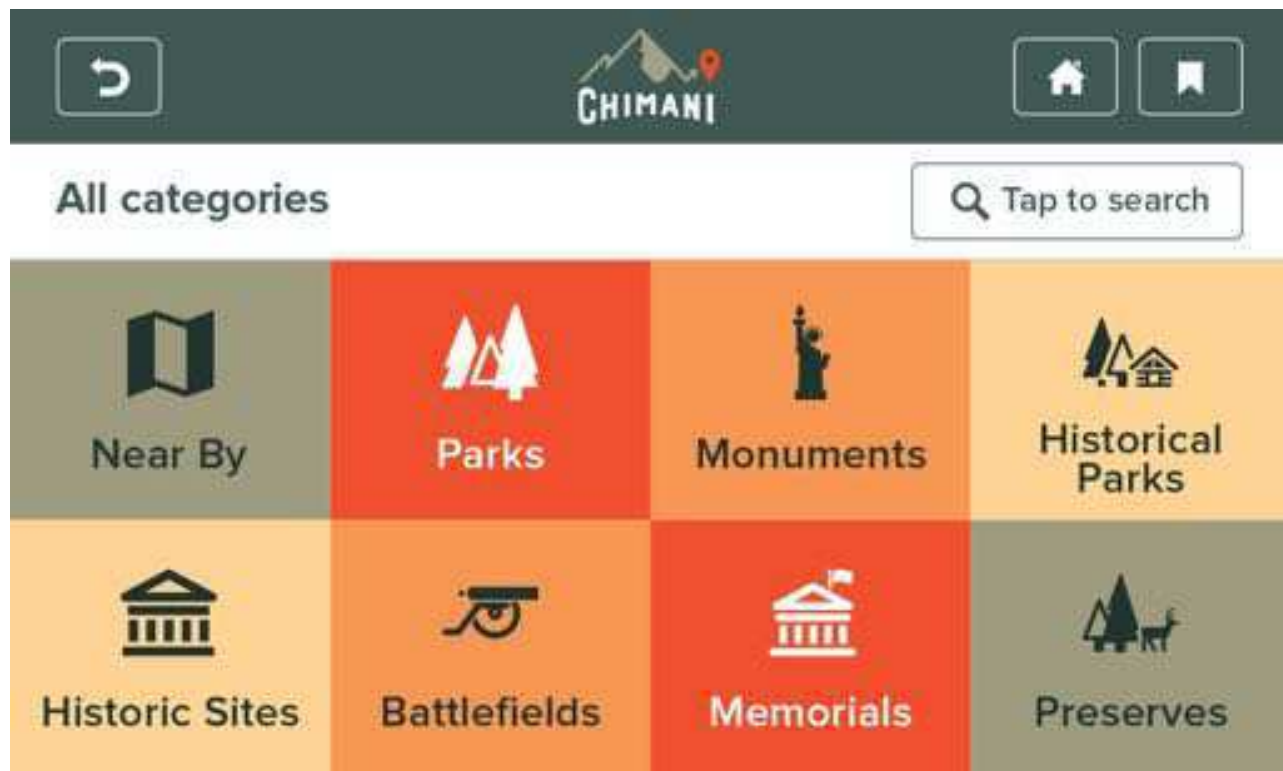 CHIMANI
All categories
Tap to search
Near By
Parks
Monuments
Historical
Parks
Historic Sites
Battlefields
Memorials
Preserves